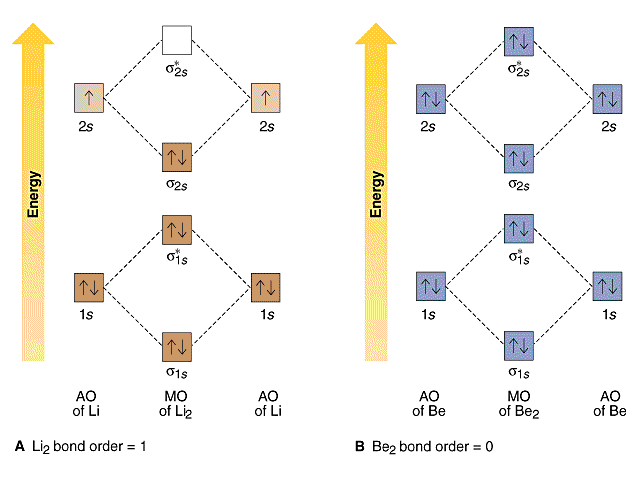 σ*2s
2s
2s
σ2s
σ*1s
1s
1s
σ1s
Energy
AO
of Li
MO
of Li2
AO
of Li
A Li2 bond order = 1
σ*2s
2s
2s
σ2s
σ*1s
1s
1s
σ1s
Energy
AO
of Be
MO
of Be2
AO
of Be
B Be2 bond order = 0